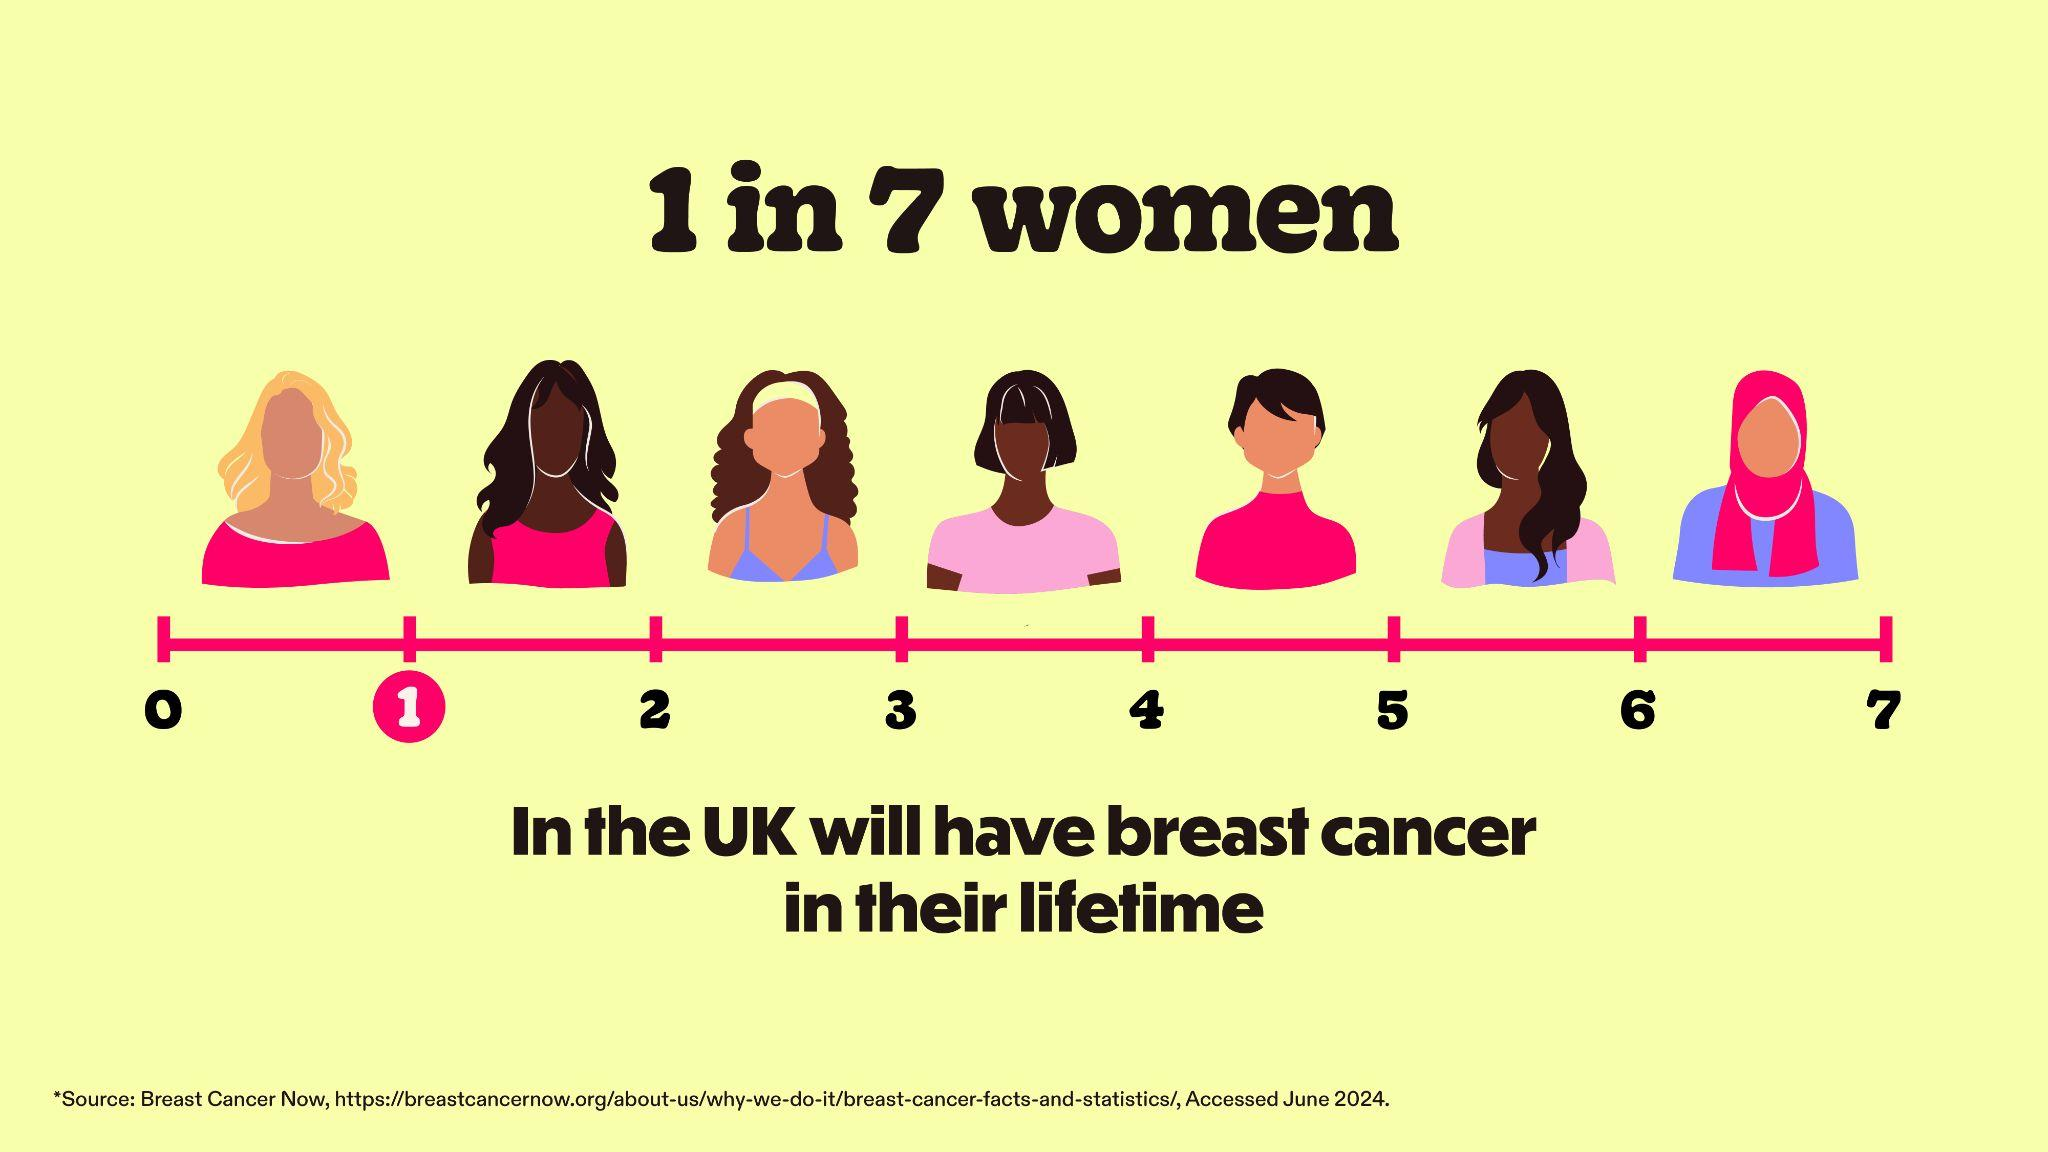 1 in 7 women
0 1 2 3 4 5 6 7
In the UK will have breast cancer
in their lifetime
*Source: Breast Cancer Now, https://breastcancernow.org/about-us/why-we-do-it/breast-cancer-facts-and-statistics/, Accessed June 2024.